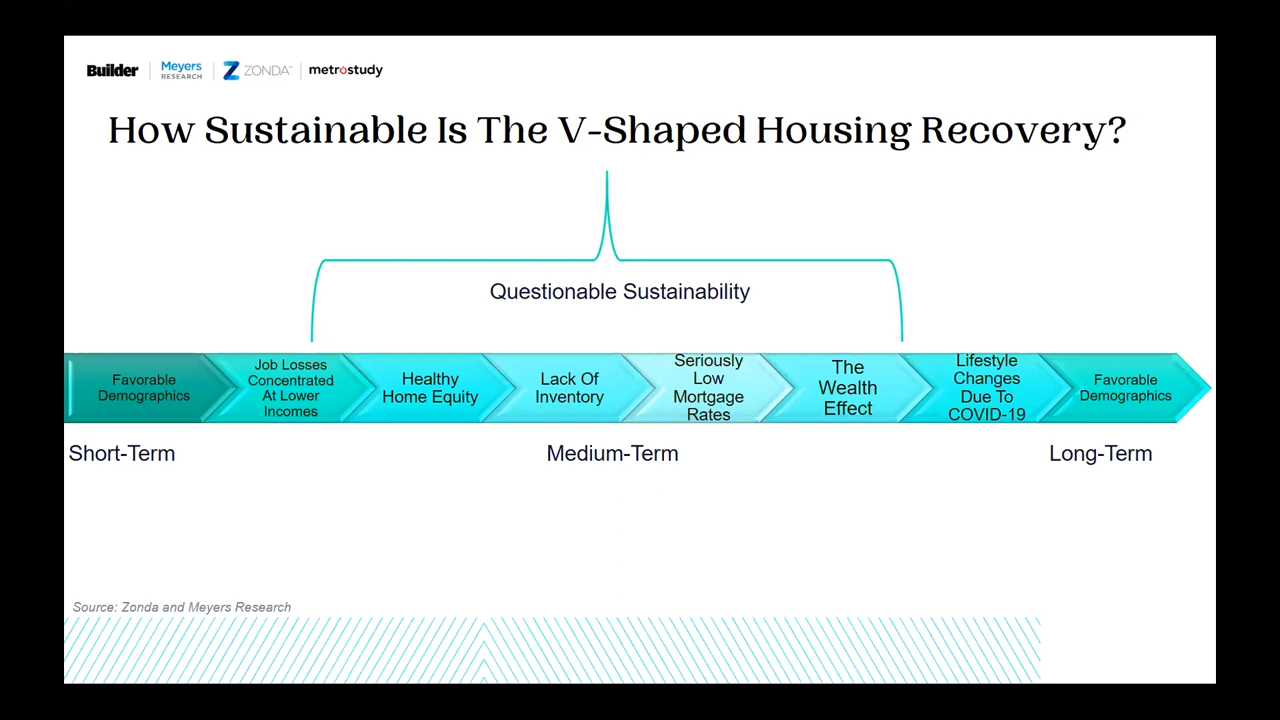 Builder
Meyers
RESEARCH
ZONDA™
metrostudy
How Sustainable Is The V-Shaped Housing Recovery?
Questionable Sustainability
Favorable
Demographics
Job Losses
Concentrated
At Lower
Incomes
Healthy
Home Equity
Lack Of
Inventory
Seriously
Low
Mortgage
Rates
The
Wealth
Effect
Lifestyle
Changes
Due To
COVID-19
Favorable
Demographics
Short-Term
Medium-Term
Long-Term
Source: Zonda and Meyers Research